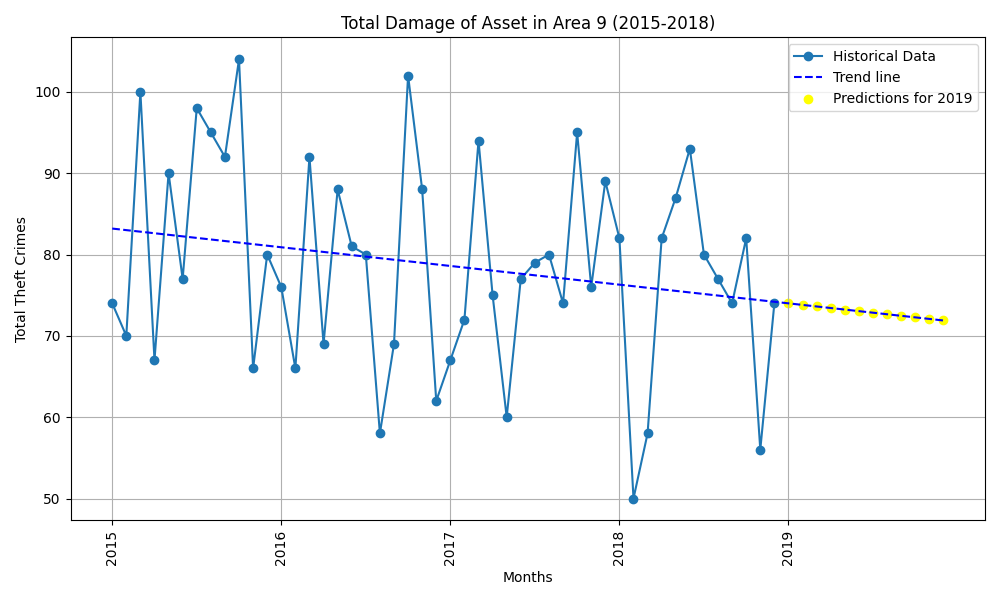 Total Damage of Asset in Area 9 (2015-2018)
Historical Data
Trend line
Predictions for 2019
Total Theft Crimes
100
90
80
70
60
50
2015
2016
2017
2018
2019
Months